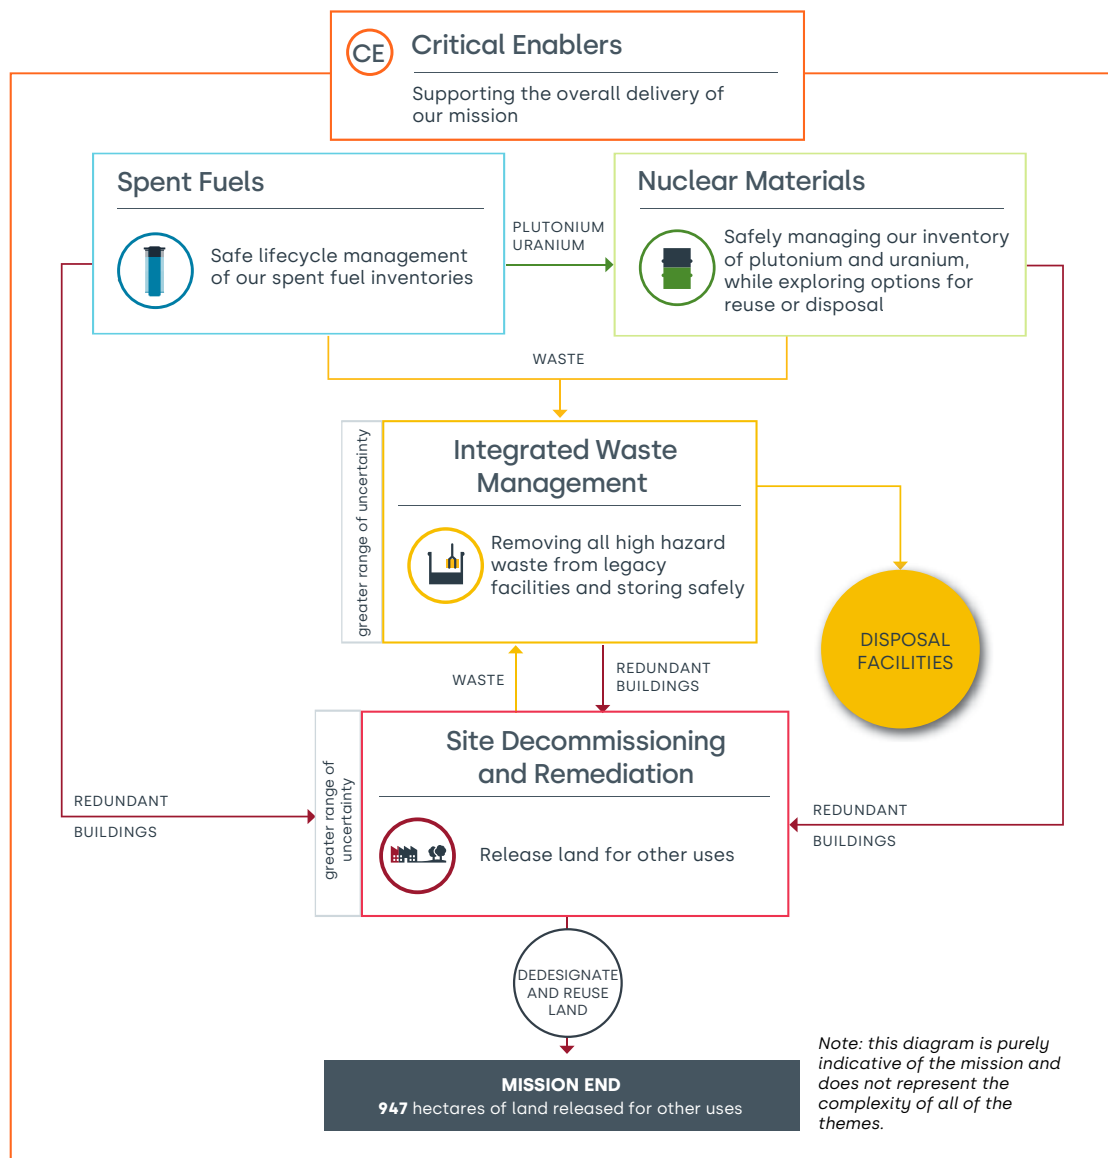 CE
Critical Enablers
Supporting the overall delivery of
our mission
Spent Fuels
Safe lifecycle management
of our spent fuel inventories
PLUTONIUM
URANIUM
Nuclear Materials
Safely managing our inventory
of plutonium and uranium,
while exploring options for
reuse or disposal
WASTE
greater range of uncertainty
Integrated Waste
Management
Removing all high hazard
waste from legacy
facilities and storing safely
DISPOSAL
FACILITIES
WASTE
REDUNDANT
BUILDINGS
greater range of
uncertainty
Site Decommissioning
and Remediation
Release land for other uses
REDUNDANT
BUILDINGS
REDUNDANT
BUILDINGS
DEDESIGNATE
AND REUSE
LAND
MISSION END
947 hectares of land released for other uses
Note: this diagram is purely
indicative of the mission and
does not represent the
complexity of all of the
themes.